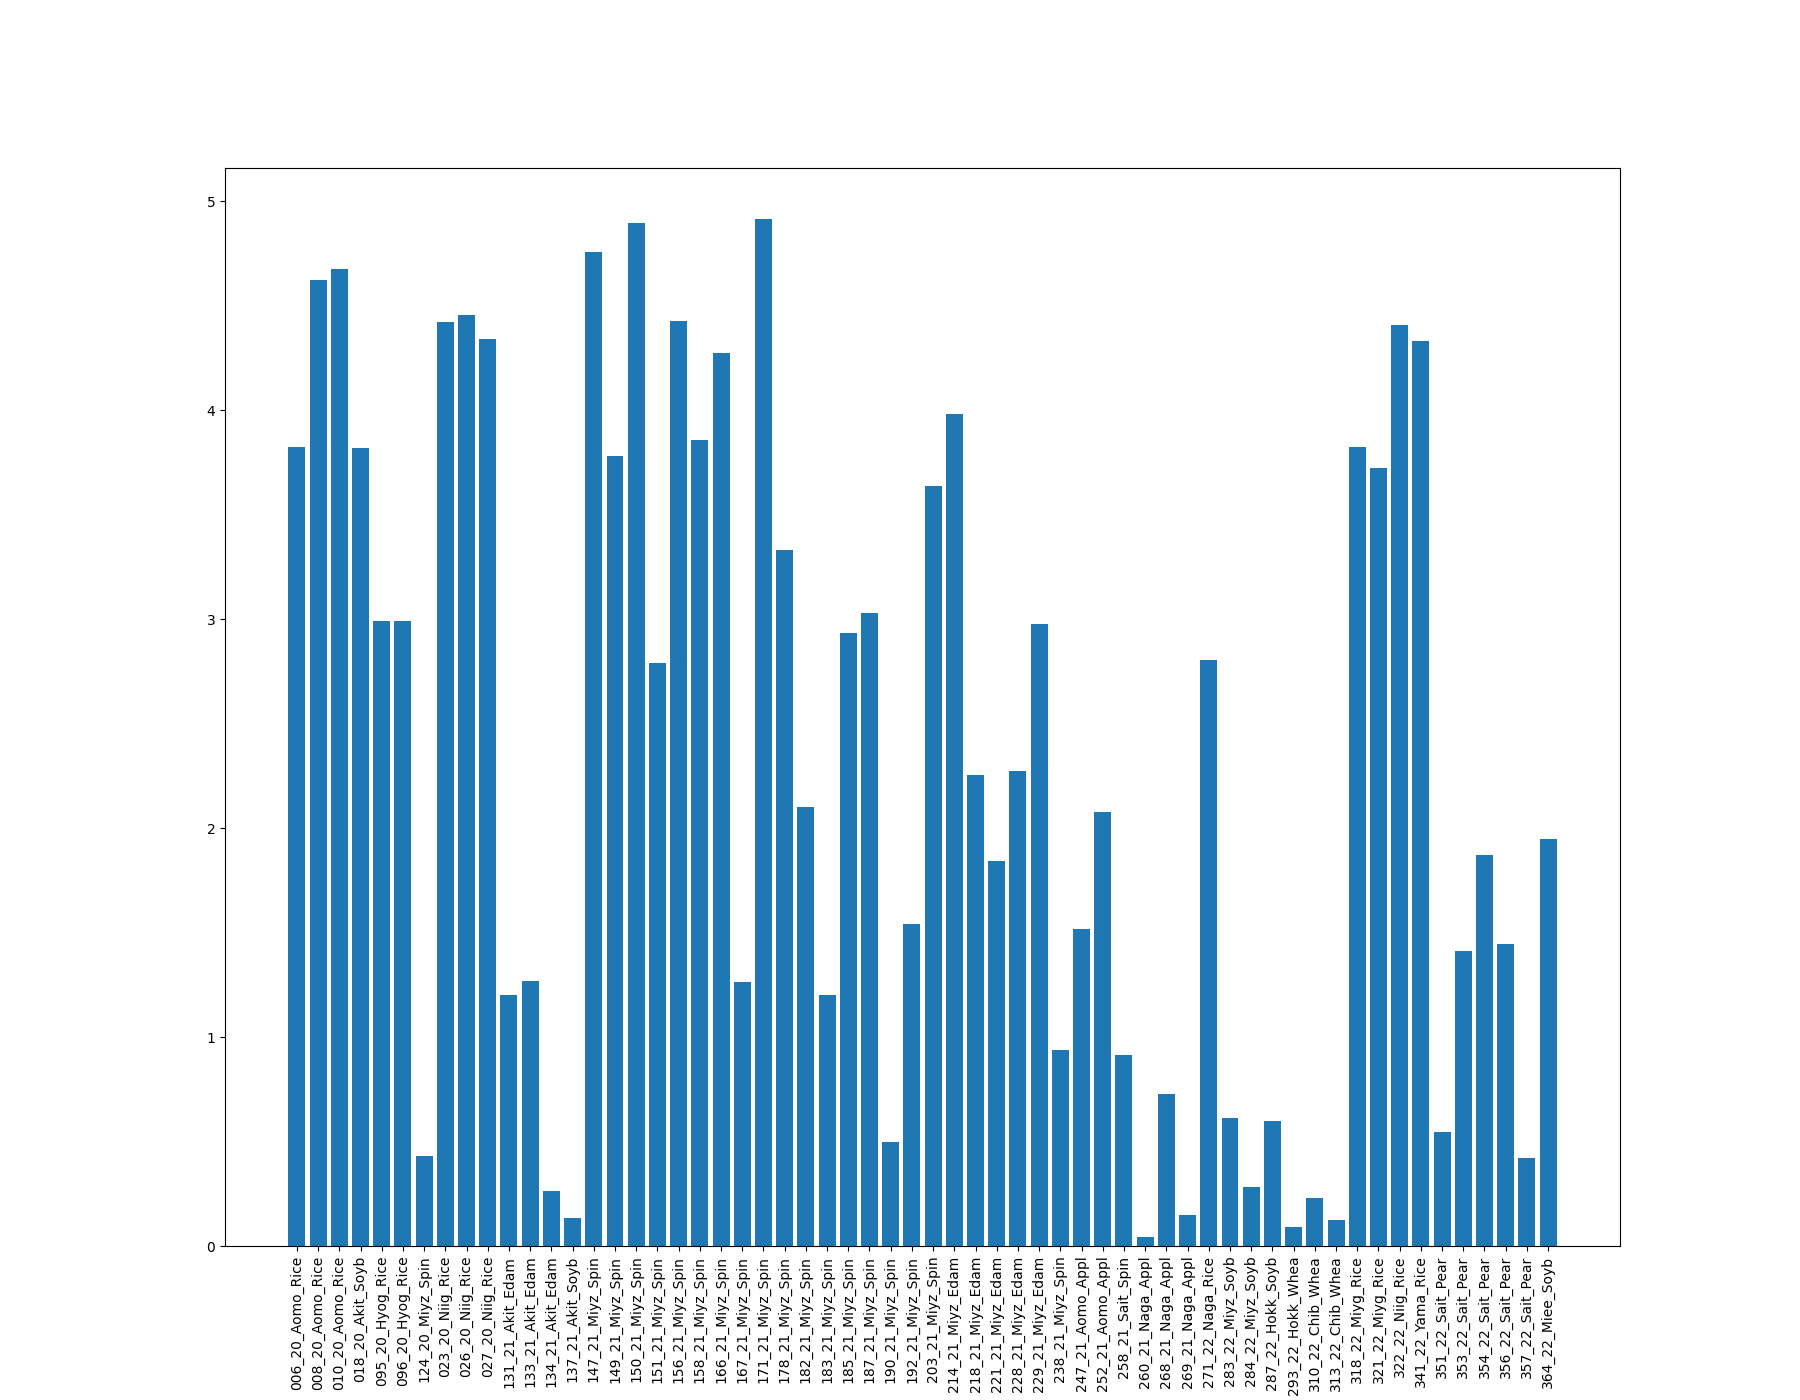 5
4
3
2
1
0
006_20_Aomo_Rice
008_20_Aomo_Rice
010_20_Aomo_Rice
018_20_Akit_Soyb
095_20_Hyog_Rice
096_20_Hyog_Rice
124_20_Miyz_Spin
023_20_Niig_Rice
026_20_Niig_Rice
027_20_Niig_Rice
131_21_Akit_Edam
133_21_Akit_Edam
134_21_Akit_Edam
137_21_Akit_Soyb
147_21_Miyz_Spin
149_21_Miyz_Spin
150_21_Miyz_Spin
151_21_Miyz_Spin
156_21_Miyz_Spin
158_21_Miyz_Spin
166_21_Miyz_Spin
167_21_Miyz_Spin
171_21_Miyz_Spin
178_21_Miyz_Spin
182_21_Miyz_Spin
183_21_Miyz_Spin
185_21_Miyz_Spin
187_21_Miyz_Spin
190_21_Miyz_Spin
192_21_Miyz_Spin
203_21_Miyz_Spin
214_21_Miyz_Edam
218_21_Miyz_Edam
221_21_Miyz_Edam
228_21_Miyz_Edam
229_21_Miyz_Edam
238_21_Miyz_Spin
247_21_Aomo_Appl
252_21_Aomo_Appl
258_21_Sait_Spin
260_21_Naga_Appl
268_21_Naga_Appl
269_21_Naga_Appl
271_22_Naga_Rice
283_22_Miyz_Soyb
284_22_Miyz_Soyb
287_22_Hokk_Soyb
293_22_Hokk_Whea
310_22_Chib_Whea
313_22_Chib_Whea
318_22_Miyg_Rice
321_22_Miyg_Rice
322_22_Niig_Rice
341_22_Yama_Rice
351_22_Sait_Pear
353_22_Sait_Pear
354_22_Sait_Pear
356_22_Sait_Pear
357_22_Sait_Pear
364_22_Miee_Soyb